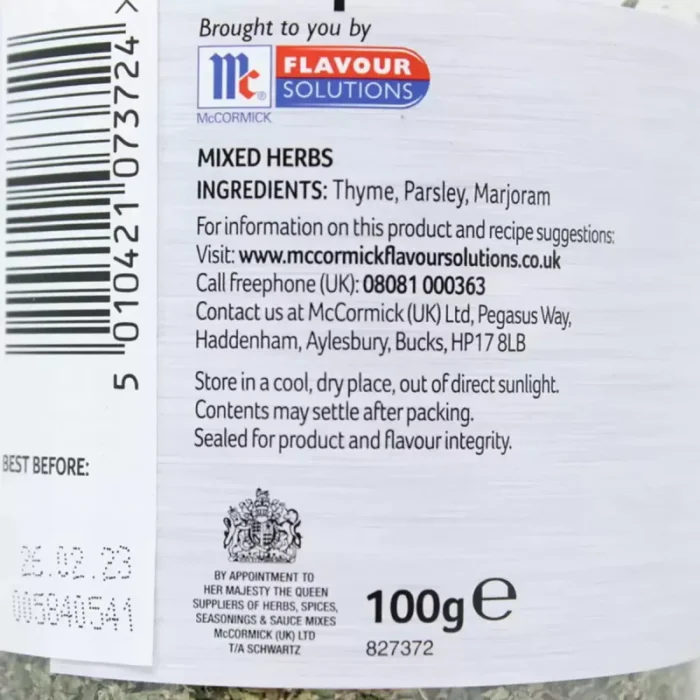 Brought to you by
Mc
FLAVOUR
SOLUTIONS
McCORMICK
MIXED HERBS
INGREDIENTS: Thyme, Parsley, Marjoram
For information on this product and recipe suggestions:
Visit: www.mccormickflavoursolutions.co.uk
Call freephone (UK): 08081 000363
Contact us at McCormick (UK) Ltd, Pegasus Way,
Haddenham, Aylesbury, Bucks, HP17 8LB
Store in a cool, dry place, out of direct sunlight.
Contents may settle after packing.
Sealed for product and flavour integrity.
5 010421 073724 >
BEST BEFORE:
26.02.23
005840541
BY APPOINTMENT TO
HER MAJESTY THE QUEEN
SUPPLIERS OF HERBS, SPICES,
SEASONINGS & SAUCE MIXES
McCORMICK (UK) LTD
T/A SCHWARTZ
100g e
827372